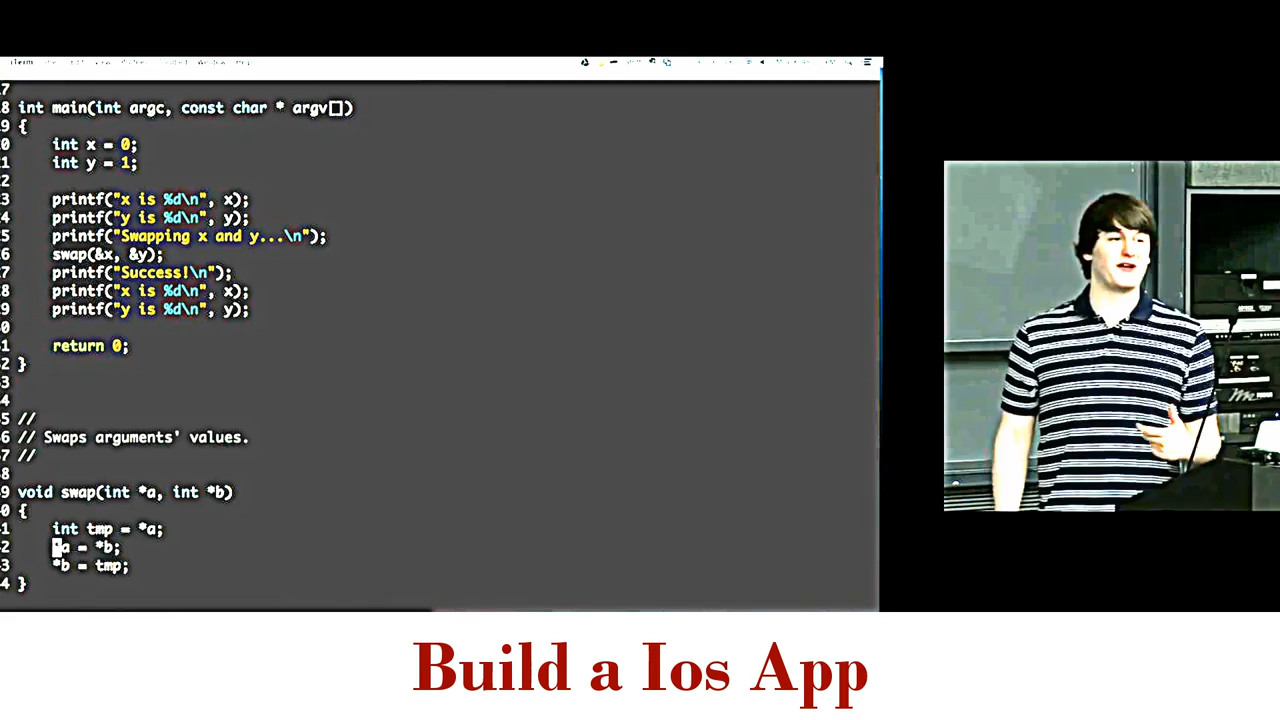 7
8 int main(int argc, const char * argv[])
9 {
0 int x = 0;
1 int y = 1;
2
3 printf("x is %d\n", x);
4 printf("y is %d\n", y);
5 printf("Swapping x and y...\n");
6 swap(&x, &y);
7 printf("Success!\n");
8 printf("x is %d\n", x);
9 printf("y is %d\n", y);
0
1 return 0;
2 }
3
4
5 //
6 // Swaps arguments' values.
7 //
8
9 void swap(int *a, int *b)
0 {
1 int tmp = *a;
2 *a = *b;
3 *b = tmp;
4 }
Build a Ios App